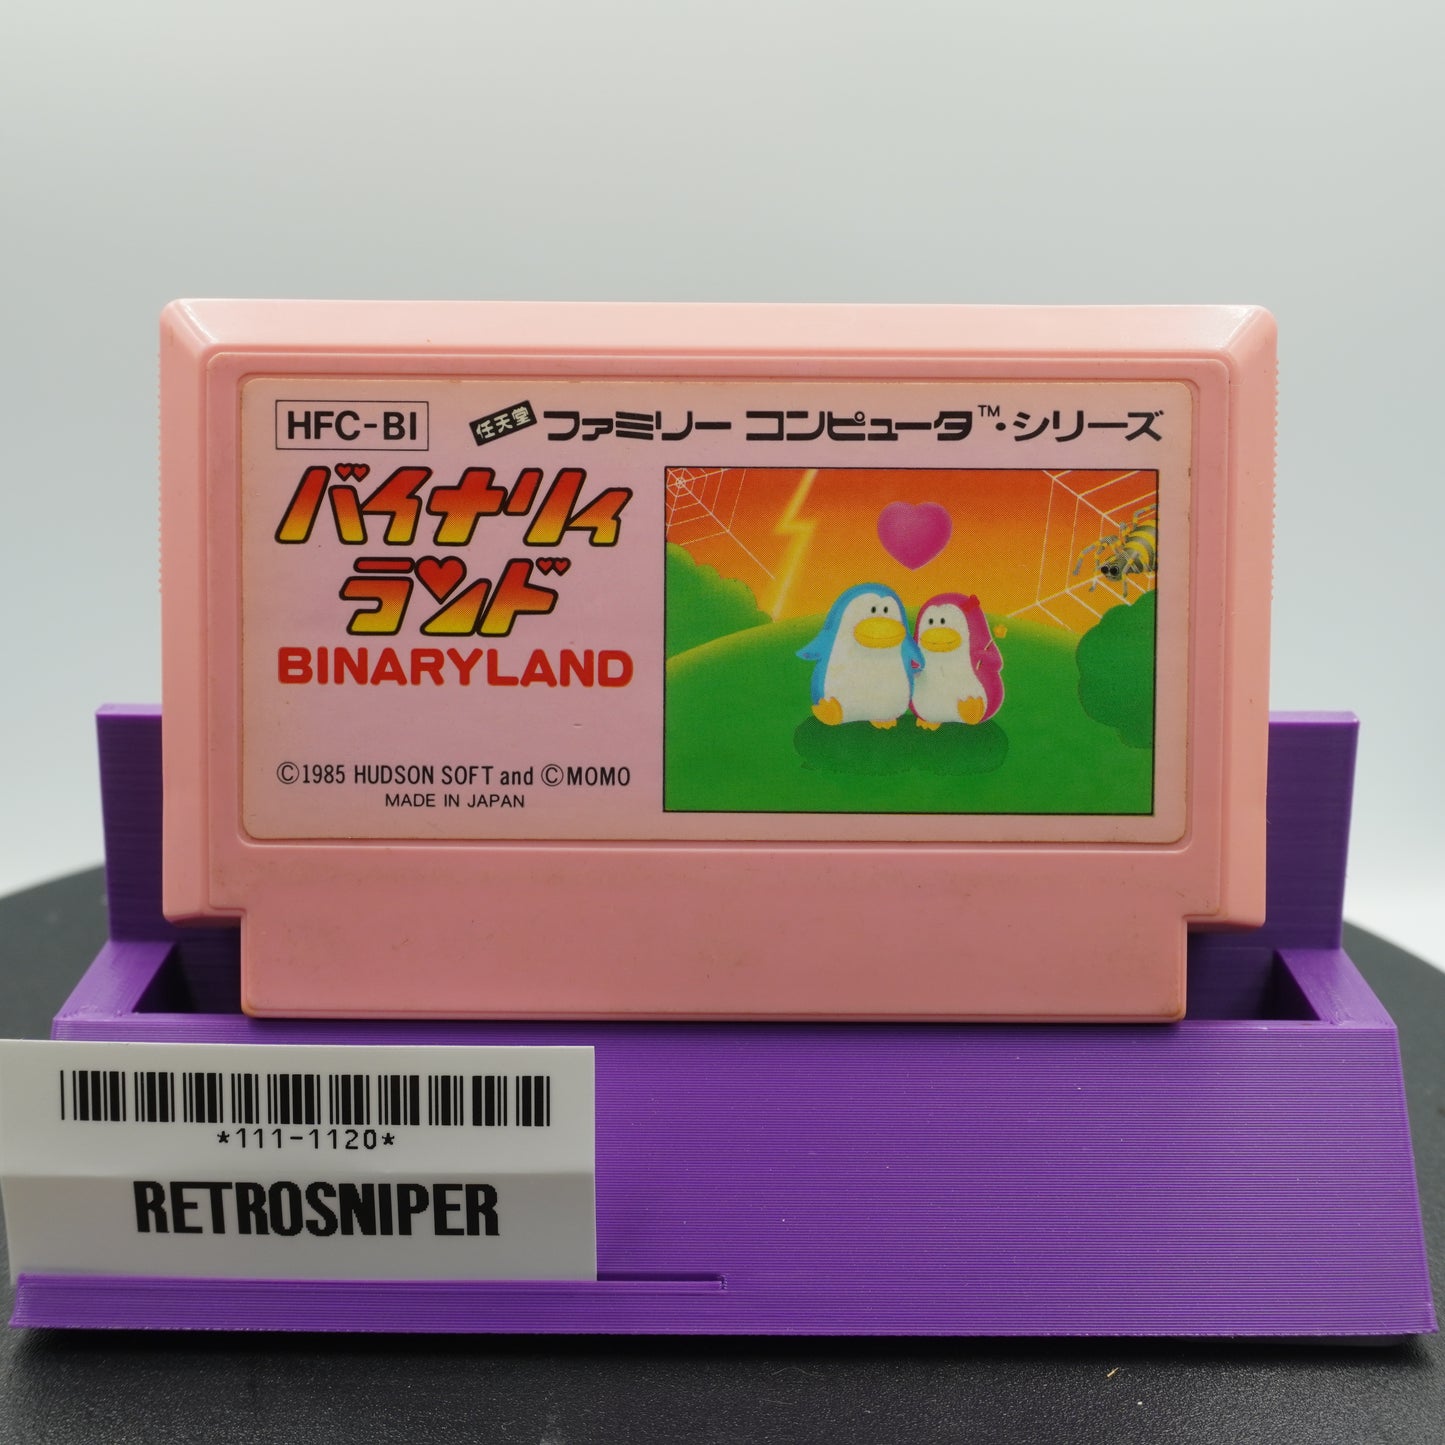 HFC-BI
任天堂 ファミリー コンピュータ™・シリーズ
バイナリィ
ランド
BINARYLAND
©1985 HUDSON SOFT and ©MOMO
MADE IN JAPAN
*111-1120*
RETROSNIPER